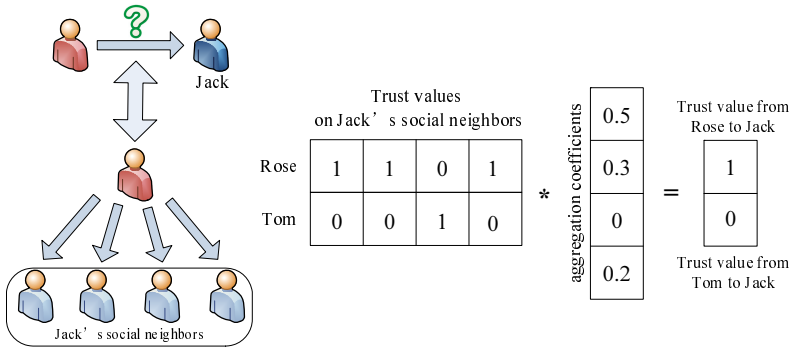 ?
Jack
Jack’s social neighbors
Trust values
on Jack’s social neighbors
Rose
1 1 0 1
Tom
0 0 1 0
*
aggregation coefficients
0.5
0.3
0
0.2
=
Trust value from
Rose to Jack
1
0
Trust value from
Tom to Jack